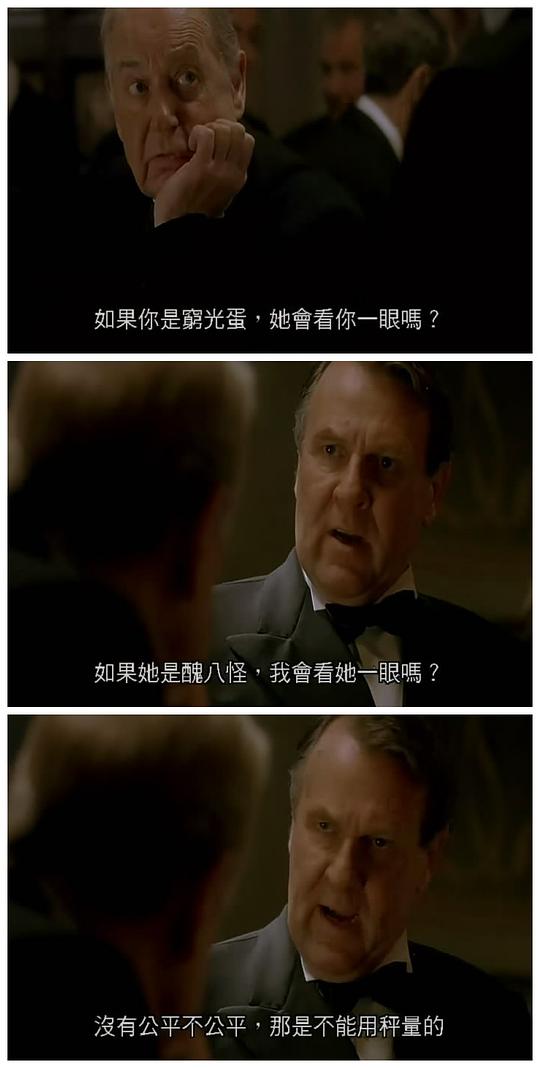 如果你是窮光蛋，她會看你一眼嗎？
如果她是醜八怪，我會看她一眼嗎？
沒有公平不公平，那是不能用秤量的